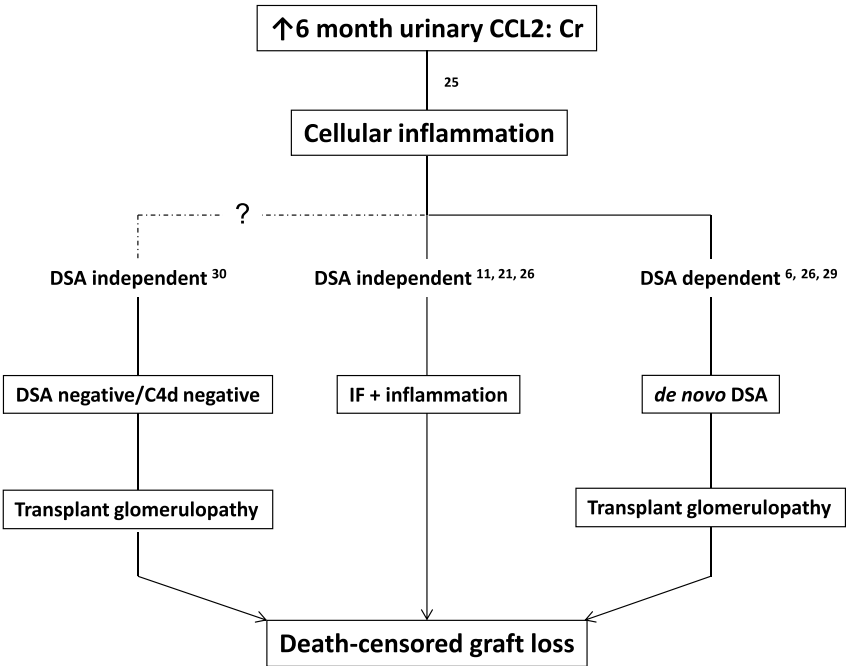 ↑6 month urinary CCL2: Cr
25
Cellular inflammation
?
DSA independent 30
DSA independent 11, 21, 26
DSA dependent 6, 26, 29
DSA negative/C4d negative
IF + inflammation
de novo DSA
Transplant glomerulopathy
Transplant glomerulopathy
Death-censored graft loss